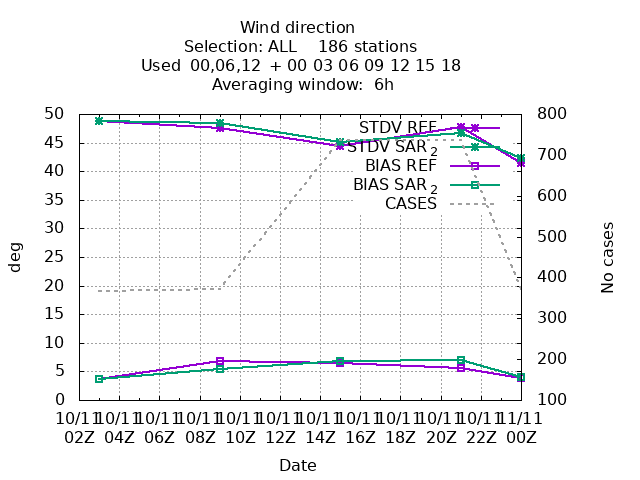 Wind direction
Selection: ALL    186 stations
Used  00,06,12  + 00 03 06 09 12 15 18
Averaging window:  6h
50
45
40
35
30
25
20
15
10
5
0
deg
800
700
600
500
400
300
200
100
No cases
STDV REF
STDV SAR 2
BIAS REF
BIAS SAR 2
CASES
10/11 10/11 10/11 10/11 10/11 10/11 10/11 10/11 10/11 10/11 10/11 11/11
02Z 04Z 06Z 08Z 10Z 12Z 14Z 16Z 18Z 20Z 22Z 00Z
Date